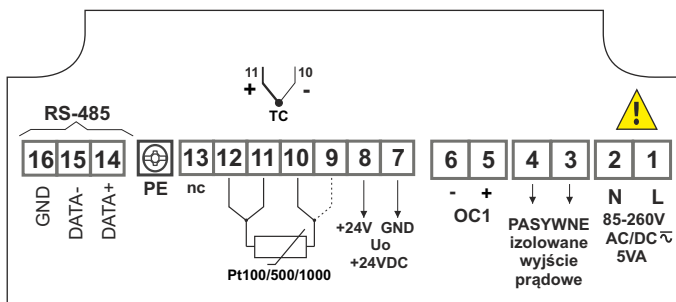 11 10
+ -
TC
RS-485
16 15 14 PE 13 12 11 10 9 8 7 6 5 4 3 2 1
GND DATA- DATA+
nc
Pt100/500/1000
+24V GND
Uo
+24VDC
- +
OC1
PASYWNE
izolowane
wyjście
prądowe
N L
85-260V
AC/DC
5VA